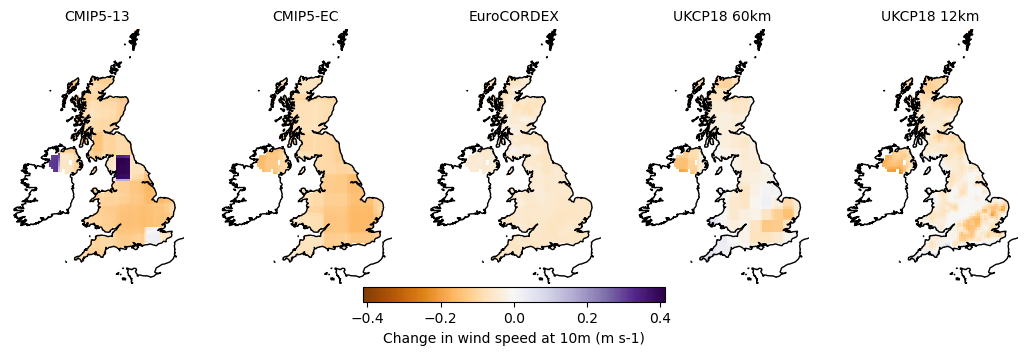 CMIP5-13
CMIP5-EC
EuroCORDEX
UKCP18 60km
UKCP18 12km
−0.4
−0.2
0.0
0.2
0.4
Change in wind speed at 10m (m s-1)